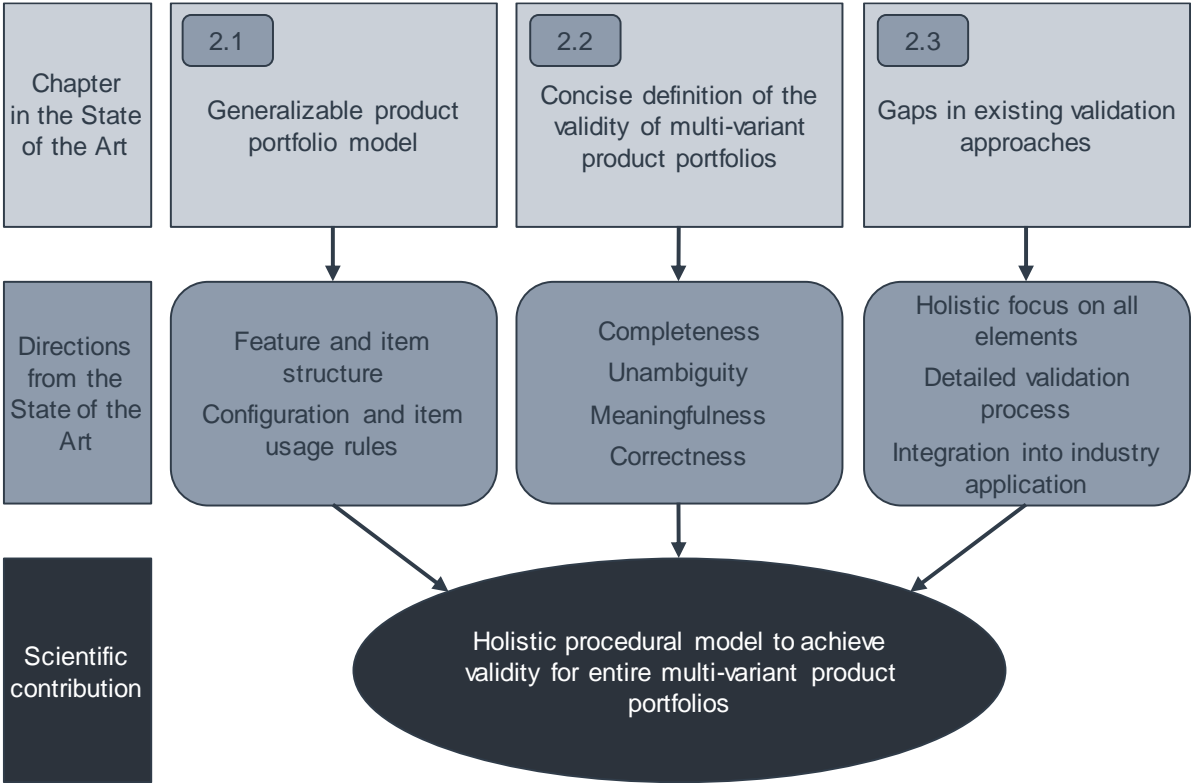 Chapter
in the State
of the Art
2.1
Generalizable product
portfolio model
2.2
Concise definition of the
validity of multi-variant
product portfolios
2.3
Gaps in existing validation
approaches
Directions
from the
State of the
Art
Feature and item
structure
Configuration and item
usage rules
Completeness
Unambiguity
Meaningfulness
Correctness
Holistic focus on all
elements
Detailed validation
process
Integration into industry
application
Scientific
contribution
Holistic procedural model to achieve
validity for entire multi-variant product
portfolios